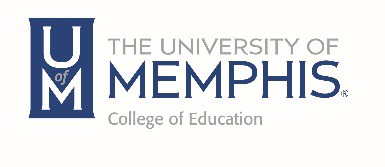 U
of
M
THE UNIVERSITY OF
MEMPHIS®
College of Education